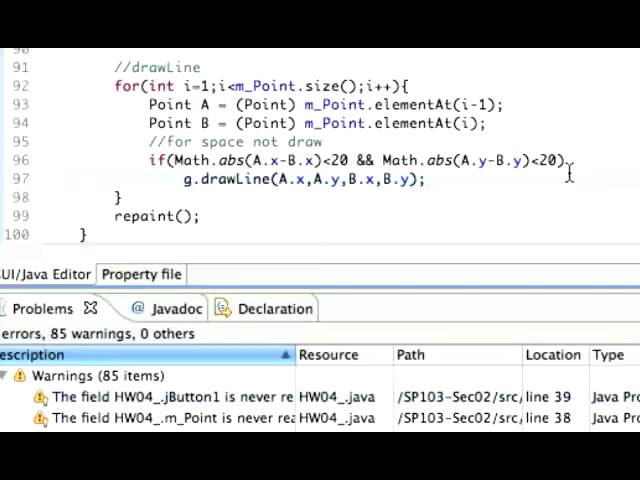 90
91 //drawLine
92 for(int i=1;i<m_Point.size();i++){
93 Point A = (Point) m_Point.elementAt(i-1);
94 Point B = (Point) m_Point.elementAt(i);
95 //for space not draw
96 if(Math.abs(A.x-B.x)<20 && Math.abs(A.y-B.y)<20)
97 g.drawLine(A.x,A.y,B.x,B.y);
98 }
99 repaint();
100 }
UI/Java Editor Property file
Problems @ Javadoc Declaration
errors, 85 warnings, 0 others
escription Resource Path Location Type
Warnings (85 items)
The field HW04_.jButton1 is never re HW04_.java /SP103-Sec02/src, line 39 Java Pro
The field HW04_.m_Point is never rea HW04_.java /SP103-Sec02/src, line 38 Java Pro